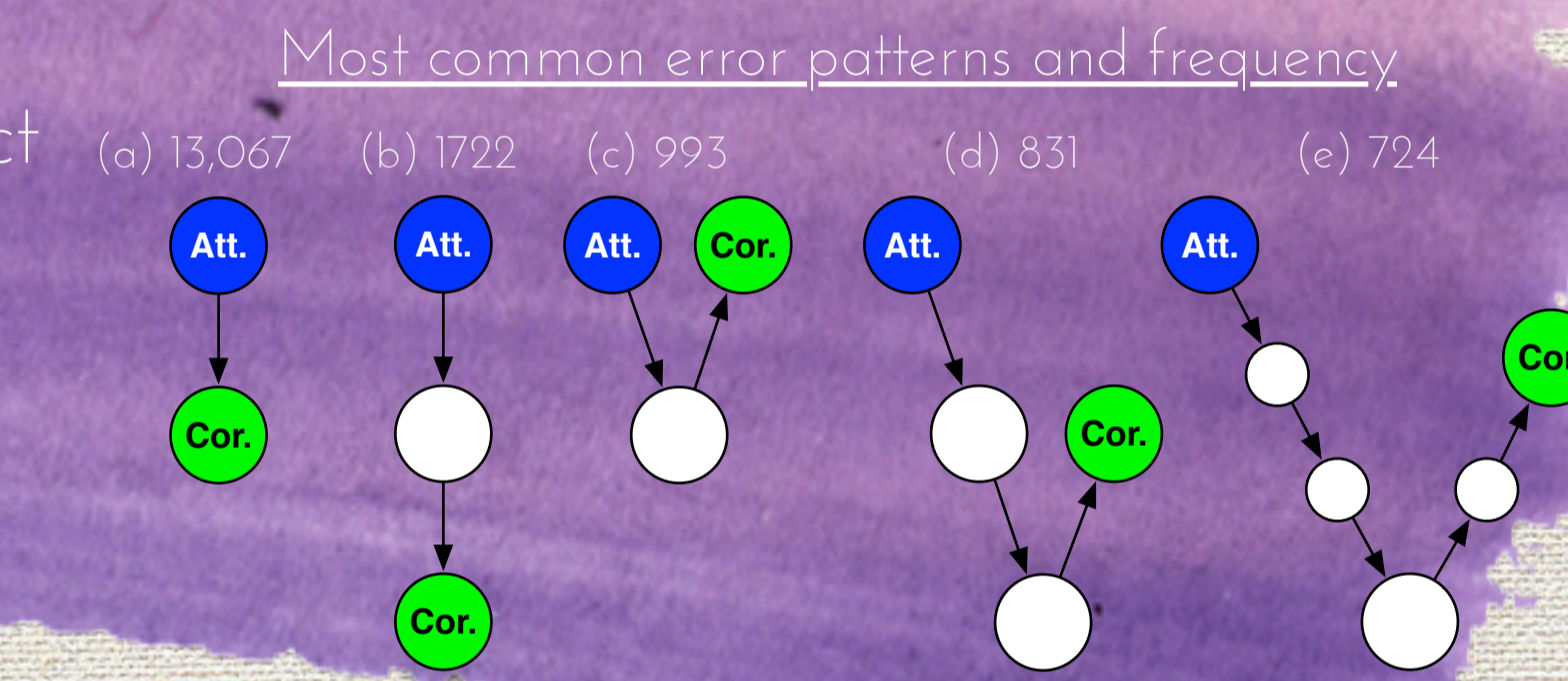 Most common error patterns and frequency
(a) 13,067 (b) 1722 (c) 993 (d) 831 (e) 724
Att. Att. Att. Cor. Att. Att.
Cor. Cor.
Cor.